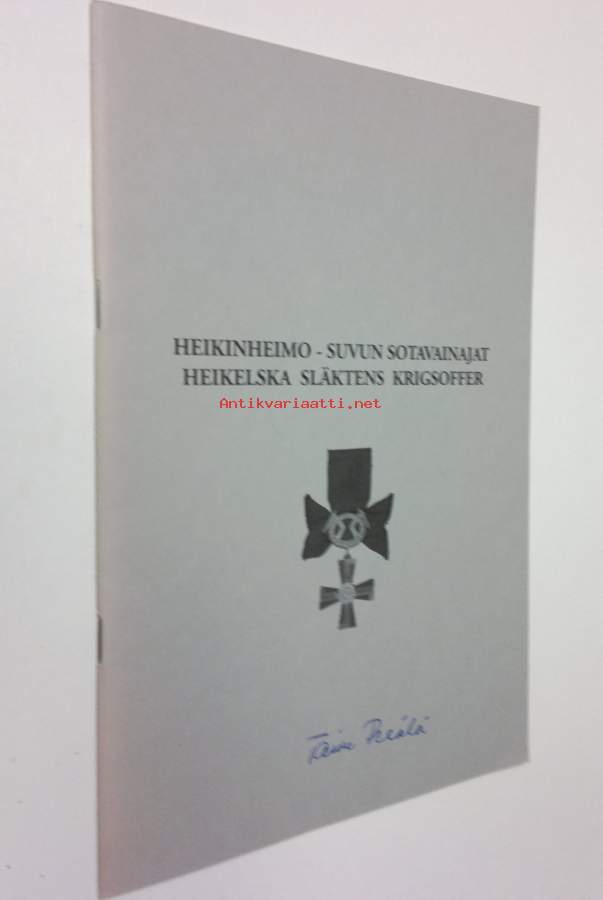 HEIKINHEIMO - SUVUN SOTAVAINAJAT
HEIKELSKA SLÄKTENS KRIGSOFFER
Antikvariaatti.net